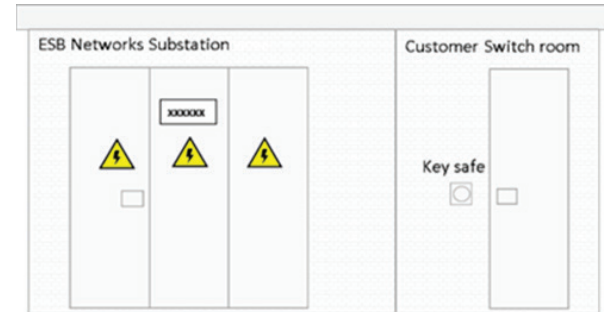 ESB Networks Substation
Customer Switch room
xxxxxx
Key safe